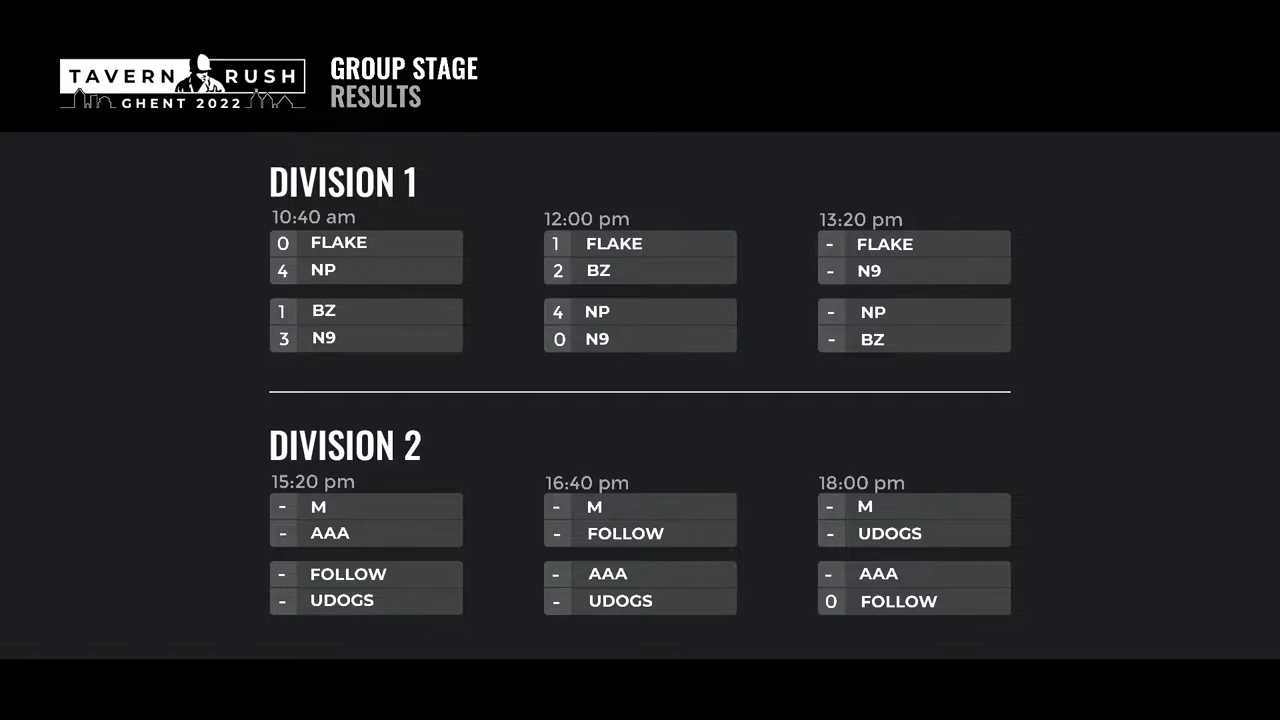 TAVERN RUSH
GHENT 2022
GROUP STAGE
RESULTS
DIVISION 1
10:40 am
0 FLAKE
4 NP
1 BZ
3 N9
12:00 pm
1 FLAKE
2 BZ
4 NP
0 N9
13:20 pm
- FLAKE
- N9
- NP
- BZ
DIVISION 2
15:20 pm
- M
- AAA
- FOLLOW
- UDOGS
16:40 pm
- M
- FOLLOW
- AAA
- UDOGS
18:00 pm
- M
- UDOGS
- AAA
0 FOLLOW